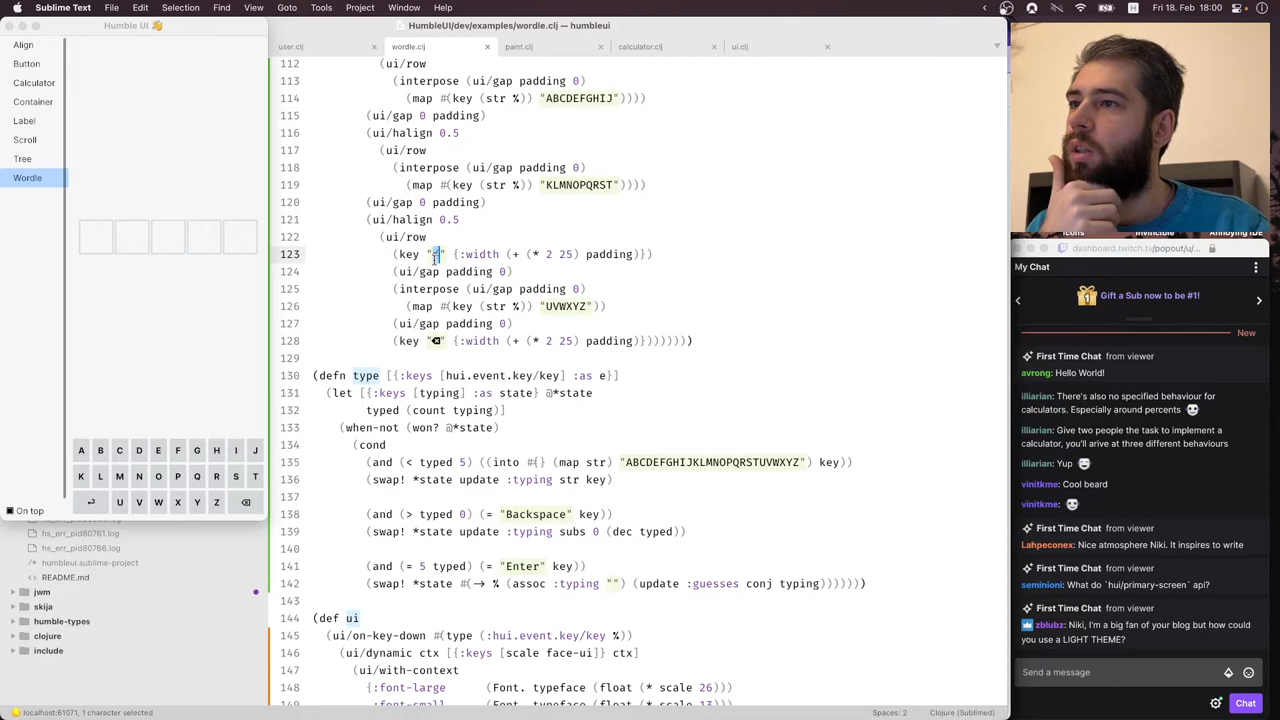 Sublime Text File Edit Selection Find View Goto Tools Project Window Help
Fri 18. Feb 18:00
Humble UI 👋
HumbleUI/dev/examples/wordle.clj — humbleui
user.clj × wordle.clj × paint.clj × calculator.clj × ui.clj ×
Align
Button
Calculator
Container
Label
Scroll
Tree
Wordle
A B C D E F G H I J
K L M N O P Q R S T
⏎ U V W X Y Z ⌫
On top
hs_err_pid80761.log
hs_err_pid80766.log
humbleui.sublime-project
README.md
jwm
skija
humble-types
clojure
include
112 (ui/row
113 (interpose (ui/gap padding 0)
114 (map #(key (str %)) "ABCDEFGHIJ"))))
115 (ui/gap 0 padding)
116 (ui/halign 0.5
117 (ui/row
118 (interpose (ui/gap padding 0)
119 (map #(key (str %)) "KLMNOPQRST"))))
120 (ui/gap 0 padding)
121 (ui/halign 0.5
122 (ui/row
123 (key "⏎" {:width (+ (* 2 25) padding)})
124 (ui/gap padding 0)
125 (interpose (ui/gap padding 0)
126 (map #(key (str %)) "UVWXYZ"))
127 (ui/gap padding 0)
128 (key "⌫" {:width (+ (* 2 25) padding)})))))))
129
130 (defn type [{:keys [hui.event.key/key] :as e}]
131 (let [{:keys [typing] :as state} @*state
132 typed (count typing)]
133 (when-not (won? @*state)
134 (cond
135 (and (< typed 5) ((into #{} (map str) "ABCDEFGHIJKLMNOPQRSTUVWXYZ") key))
136 (swap! *state update :typing str key)
137
138 (and (> typed 0) (= "Backspace" key))
139 (swap! *state update :typing subs 0 (dec typed))
140
141 (and (= 5 typed) (= "Enter" key))
142 (swap! *state #(-> % (assoc :typing "") (update :guesses conj typing)))))))
143
144 (def ui
145 (ui/on-key-down #(type (:hui.event.key/key %))
146 (ui/dynamic ctx [{:keys [scale face-ui]} ctx]
147 (ui/with-context
148 {:font-large (Font. typeface (float (* scale 26)))
149
localhost:61071, 1 character selected
Spaces: 2
Clojure (Sublimed)
Icons Invincible Annoying IDE
dashboard.twitch.tv/popout/u/
My Chat
Gift a Sub now to be #1!
New
First Time Chat from viewer
avrong: Hello World!
illiarian: There's also no specified behaviour for
calculators. Especially around percents
illiarian: Give two people the task to implement a
calculator, you'll arive at three different behaviours
illiarian: Yup
vinitkme: Cool beard
vinitkme:
First Time Chat from viewer
Lahpeconex: Nice atmosphere Niki. It inspires to write
First Time Chat from viewer
seminioni: What do `hui/primary-screen` api?
First Time Chat from viewer
zblubz: Niki, I'm a big fan of your blog but how could
you use a LIGHT THEME?
Send a message
Chat